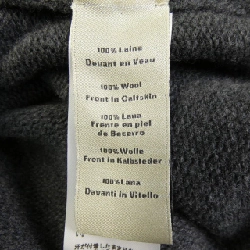 100% Laine
Devant en Veau
100% Wool
Front in Calfskin
100% Lana
Frente en piel
de Becerro
100% Wolle
Front in Kalbsleder
100% Lana
Davanti in Vitello